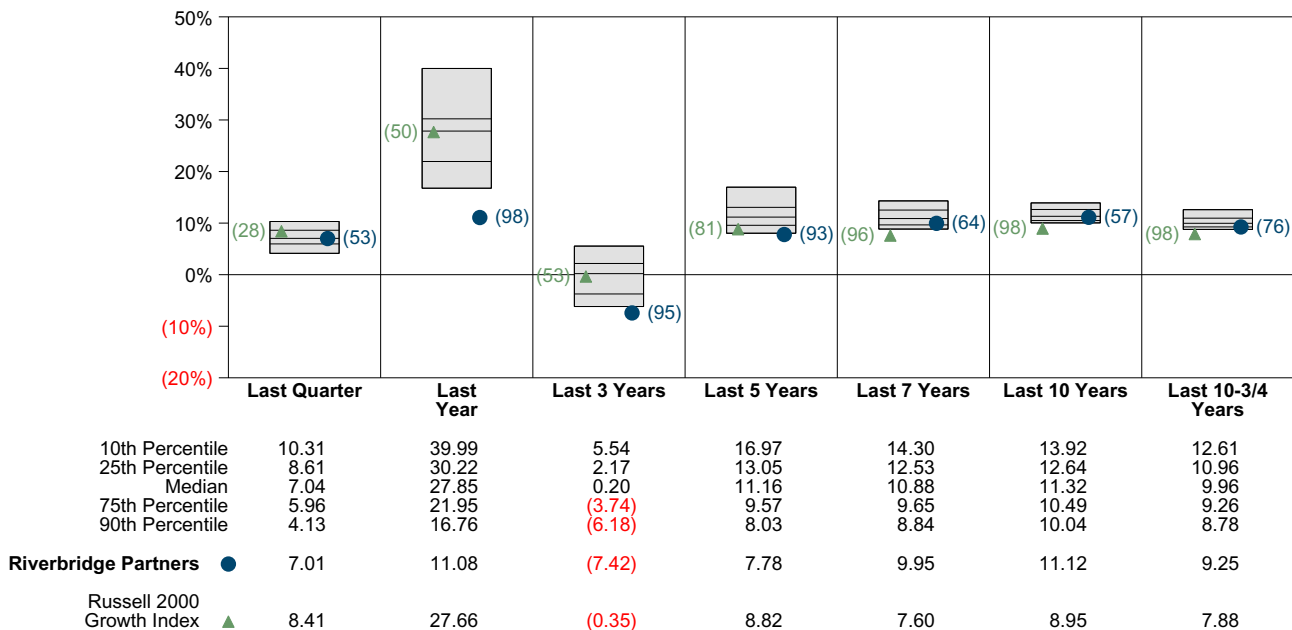 50%
40%
30%
20%
10%
0%
(10%)
(20%)
(28) (53)
(50) (98)
(53) (95)
(81) (93)
(96) (64)
(98) (57)
(98) (76)
Last Quarter Last Year Last 3 Years Last 5 Years Last 7 Years Last 10 Years Last 10-3/4 Years
10th Percentile 10.31 39.99 5.54 16.97 14.30 13.92 12.61
25th Percentile 8.61 30.22 2.17 13.05 12.53 12.64 10.96
Median 7.04 27.85 0.20 11.16 10.88 11.32 9.96
75th Percentile 5.96 21.95 (3.74) 9.57 9.65 10.49 9.26
90th Percentile 4.13 16.76 (6.18) 8.03 8.84 10.04 8.78
Riverbridge Partners 7.01 11.08 (7.42) 7.78 9.95 11.12 9.25
Russell 2000
Growth Index 8.41 27.66 (0.35) 8.82 7.60 8.95 7.88